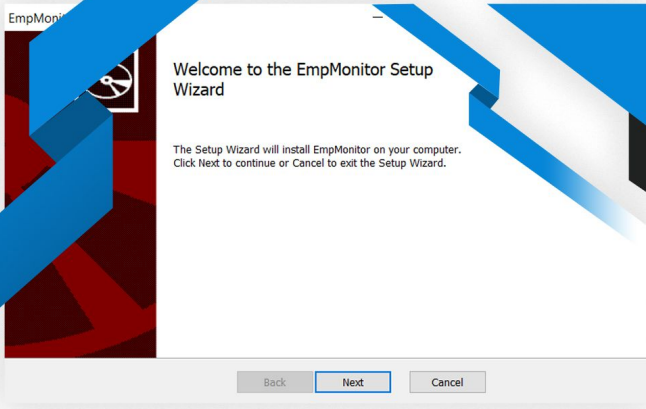 Welcome to the EmpMonitor Setup
Wizard
The Setup Wizard will install EmpMonitor on your computer.
Click Next to continue or Cancel to exit the Setup Wizard.
Back
Next
Cancel